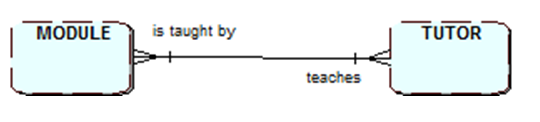 MODULE
is taught by
TUTOR
teaches